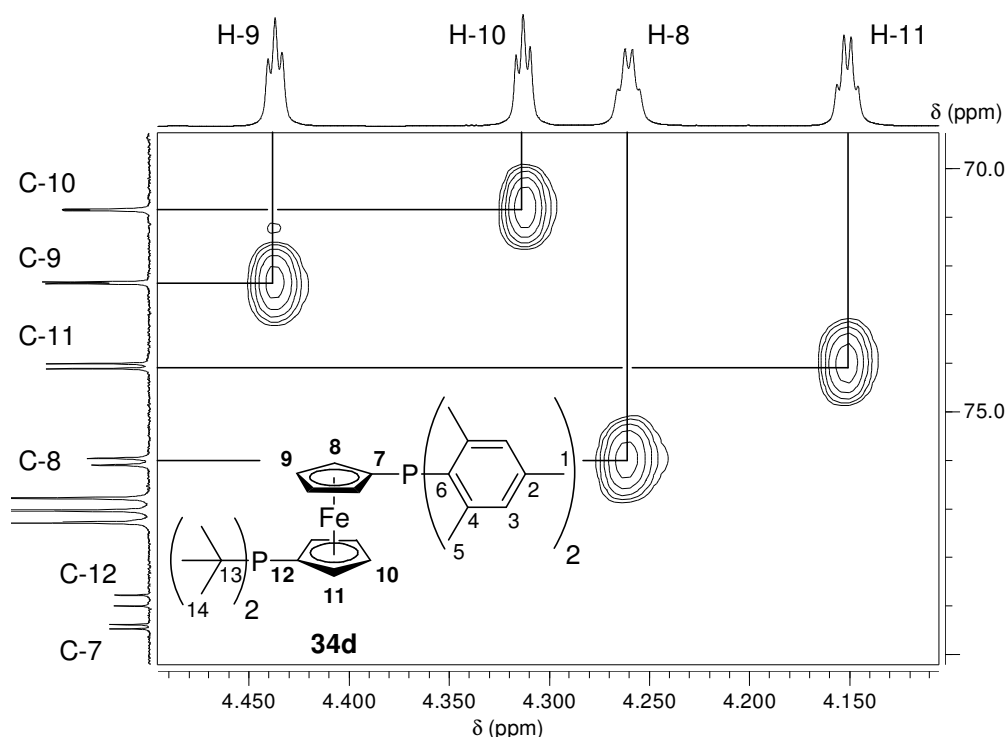 H-9 H-10 H-8 H-11
δ (ppm)
70.0
C-10
C-9
C-11
75.0
C-8
9 8 7 P 6 1 2 4 3 5 2
Fe
P 12 13 14 2 10 11
C-12
C-7
34d
4.450 4.400 4.350 4.300 4.250 4.200 4.150
δ (ppm)